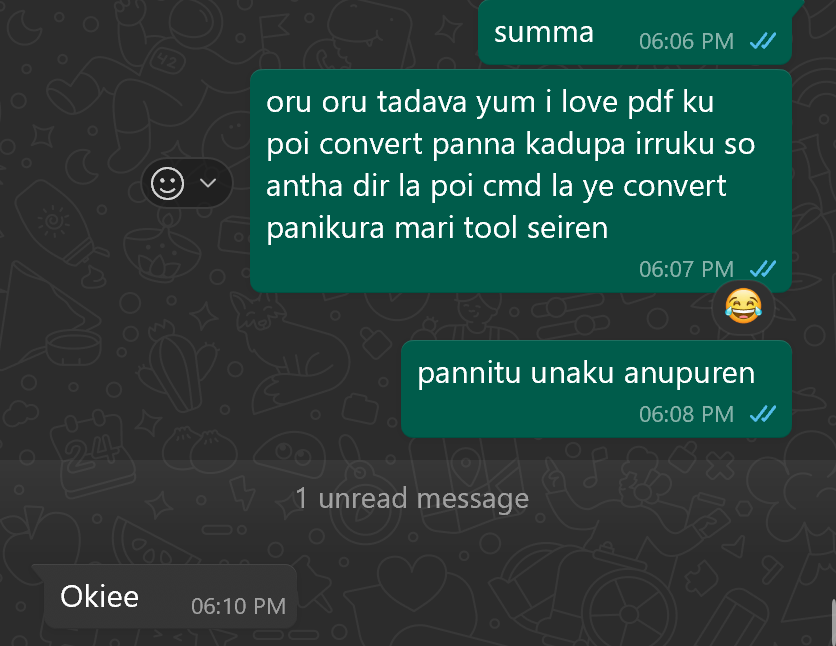 summa
06:06 PM
oru oru tadava yum i love pdf ku
poi convert panna kadupa irruku so
antha dir la poi cmd la ye convert
panikura mari tool seiren
06:07 PM
pannitu unaku anupuren
06:08 PM
1 unread message
Okiee
06:10 PM